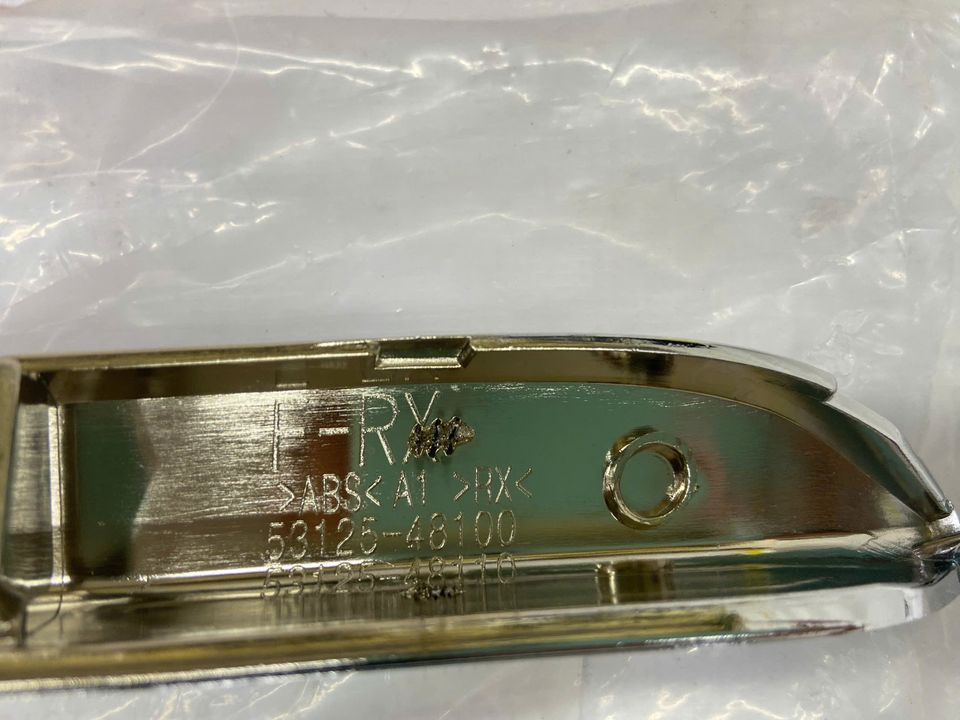 T-RX
>ABS< A1 >RX<
53125-48100
53125-48110